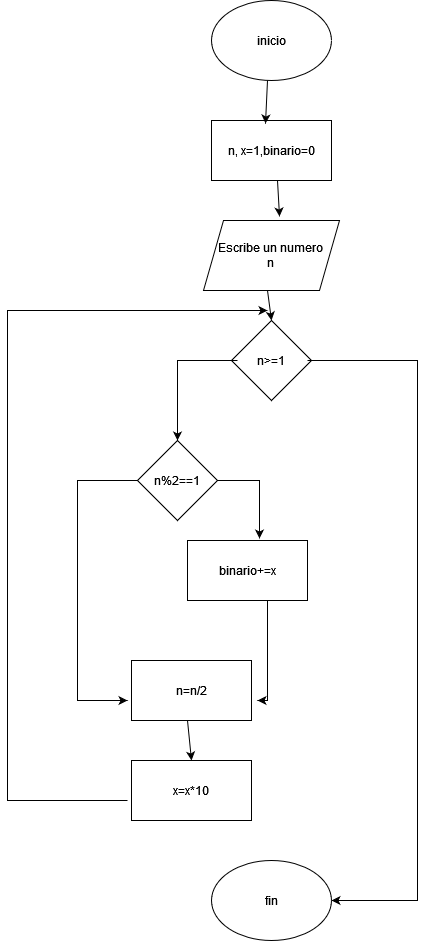 inicio
n, x=1,binario=0
Escribe un numero
n
n>=1
n%2==1
binario+=x
n=n/2
x=x*10
fin